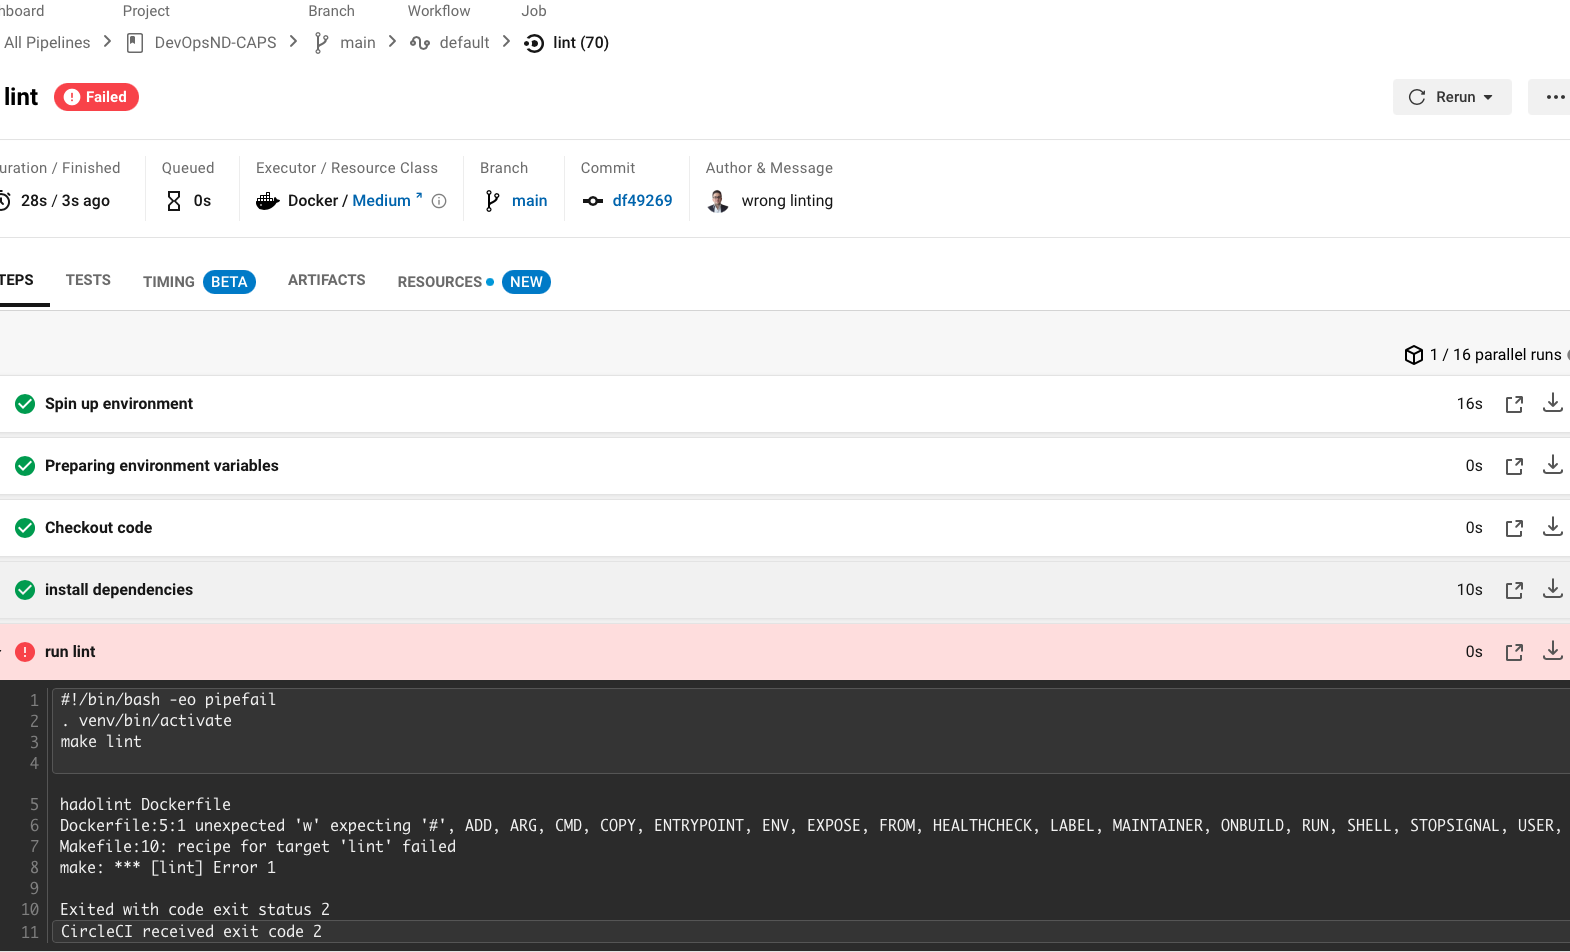 Project Branch Workflow Job
All Pipelines DevOpsND-CAPS main default lint (70)
lint Failed Rerun
Finished Queued Executor / Resource Class Branch Commit Author & Message
28s / 3s ago 0s Docker / Medium main df49269 wrong linting
TESTS TIMING BETA ARTIFACTS RESOURCES NEW
1 / 16 parallel runs
Spin up environment 16s
Preparing environment variables 0s
Checkout code 0s
install dependencies 10s
run lint 0s
1 #!/bin/bash -eo pipefail
2 . venv/bin/activate
3 make lint
4
5 hadolint Dockerfile
6 Dockerfile:5:1 unexpected 'w' expecting '#', ADD, ARG, CMD, COPY, ENTRYPOINT, ENV, EXPOSE, FROM, HEALTHCHECK, LABEL, MAINTAINER, ONBUILD, RUN, SHELL, STOPSIGNAL, USER,
7 Makefile:10: recipe for target 'lint' failed
8 make: *** [lint] Error 1
9
10 Exited with code exit status 2
11 CircleCI received exit code 2